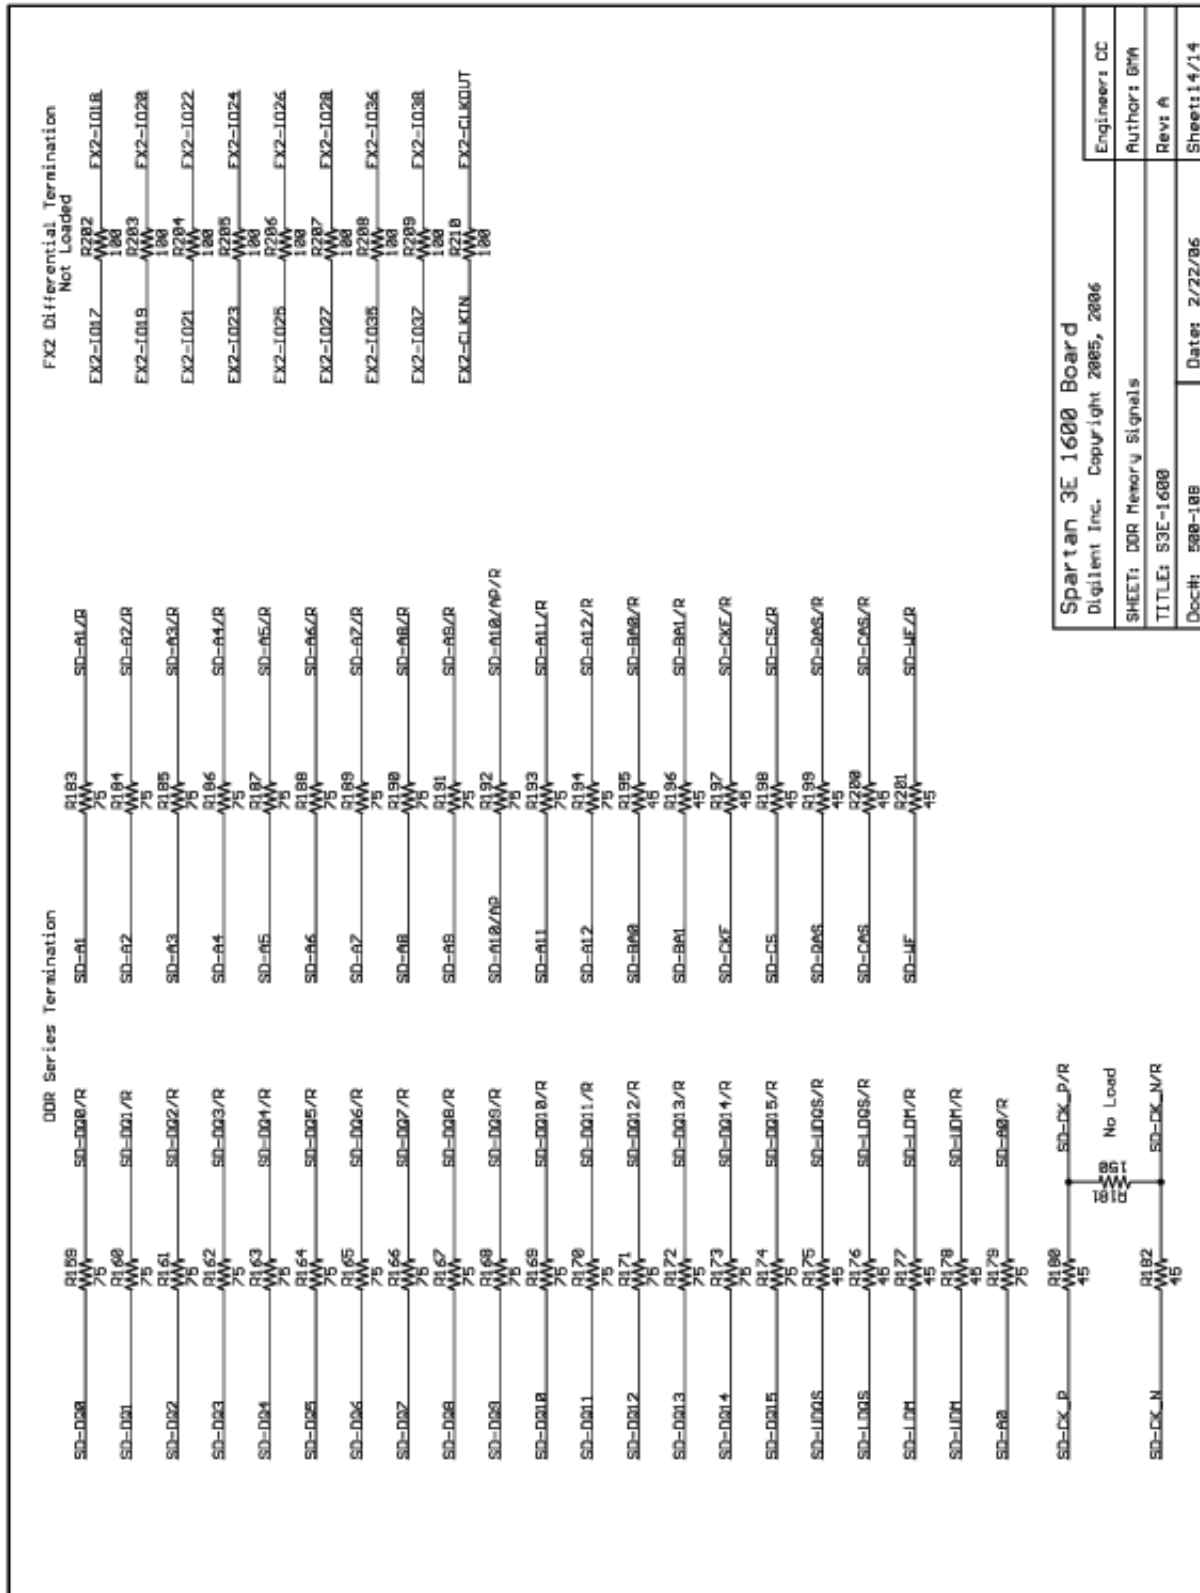 DDR Series Termination
SD-DQ0 R159 75 SD-DQ0/R
SD-DQ1 R160 75 SD-DQ1/R
SD-DQ2 R161 75 SD-DQ2/R
SD-DQ3 R162 75 SD-DQ3/R
SD-DQ4 R163 75 SD-DQ4/R
SD-DQ5 R164 75 SD-DQ5/R
SD-DQ6 R165 75 SD-DQ6/R
SD-DQ7 R166 75 SD-DQ7/R
SD-DQ8 R167 75 SD-DQ8/R
SD-DQ9 R168 75 SD-DQ9/R
SD-DQ10 R169 75 SD-DQ10/R
SD-DQ11 R170 75 SD-DQ11/R
SD-DQ12 R171 75 SD-DQ12/R
SD-DQ13 R172 75 SD-DQ13/R
SD-DQ14 R173 75 SD-DQ14/R
SD-DQ15 R174 75 SD-DQ15/R
SD-UDQS R175 45 SD-UDQS/R
SD-LDQS R176 45 SD-LDQS/R
SD-LDM R177 45 SD-LDM/R
SD-UDM R178 45 SD-UDM/R
SD-A0 R179 75 SD-A0/R
SD-CK_P R180 45 SD-CK_P/R
R181 150 No Load
SD-CK_N R182 45 SD-CK_N/R
SD-A1 R183 75 SD-A1/R
SD-A2 R184 75 SD-A2/R
SD-A3 R185 75 SD-A3/R
SD-A4 R186 75 SD-A4/R
SD-A5 R187 75 SD-A5/R
SD-A6 R188 75 SD-A6/R
SD-A7 R189 75 SD-A7/R
SD-A8 R190 75 SD-A8/R
SD-A9 R191 75 SD-A9/R
SD-A10/AP R192 75 SD-A10/AP/R
SD-A11 R193 75 SD-A11/R
SD-A12 R194 75 SD-A12/R
SD-BA0 R195 45 SD-BA0/R
SD-BA1 R196 45 SD-BA1/R
SD-CKE R197 45 SD-CKE/R
SD-CS R198 45 SD-CS/R
SD-RAS R199 45 SD-RAS/R
SD-CAS R200 45 SD-CAS/R
SD-WE R201 45 SD-WE/R
FX2 Differential Termination
Not Loaded
FX2-IO17 R202 100 FX2-IO18
FX2-IO19 R203 100 FX2-IO20
FX2-IO21 R204 100 FX2-IO22
FX2-IO23 R205 100 FX2-IO24
FX2-IO25 R206 100 FX2-IO26
FX2-IO27 R207 100 FX2-IO28
FX2-IO35 R208 100 FX2-IO36
FX2-IO37 R209 100 FX2-IO38
FX2-CLKIN R210 100 FX2-CLKOUT
Spartan 3E 1600 Board
Digilent Inc. Copyright 2005, 2006
Engineer: CC
SHEET: DDR Memory Signals
Author: GMA
TITLE: S3E-1600
Rev: A
Doc#: 500-108
Date: 2/22/06
Sheet:14/14